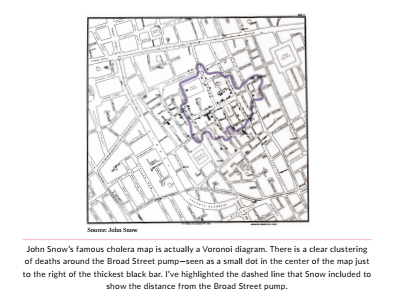 Source: John Snow
John Snow's famous cholera map is actually a Voronoi diagram. There is a clear clustering
of deaths around the Broad Street pump—seen as a small dot in the center of the map just
to the right of the thickest black bar. I've highlighted the dashed line that Snow included to
show the distance from the Broad Street pump.